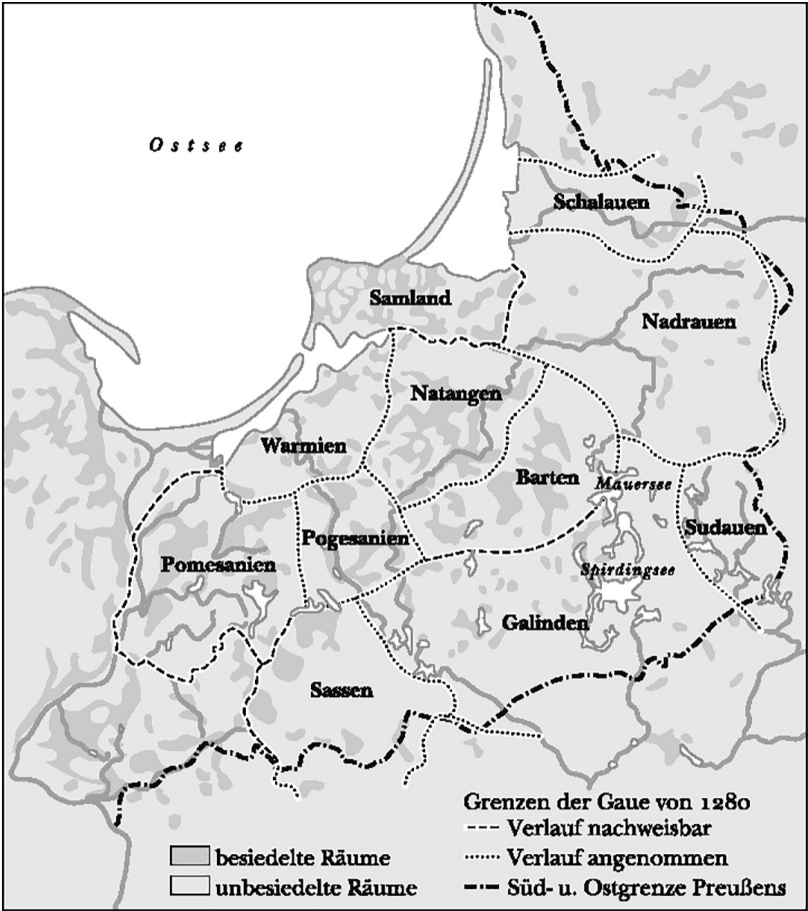 Ostsee
Schalauen
Samland
Nadrauen
Natangen
Warmien
Barten
Mauersee
Sudauen
Pogesanien
Pomesanien
Spirdingsee
Galinden
Sassen
Grenzen der Gaue von 1280
Verlauf nachweisbar
besiedelte Räume
Verlauf angenommen
unbesiedelte Räume
Süd- u. Ostgrenze Preußens